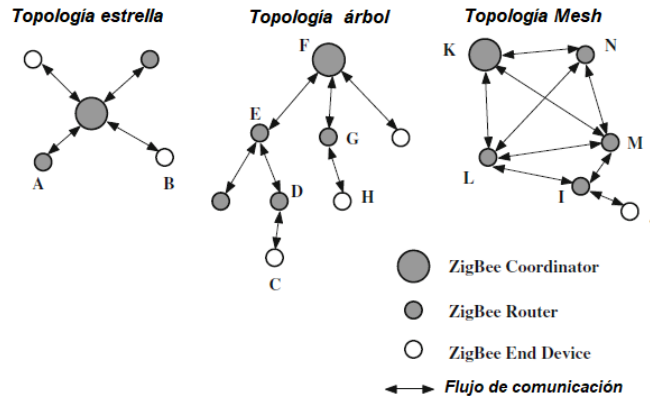 Topología estrella
Topología árbol
Topología Mesh
A
B
F
E
G
D
H
C
K
N
M
L
I
ZigBee Coordinator
ZigBee Router
ZigBee End Device
Flujo de comunicación